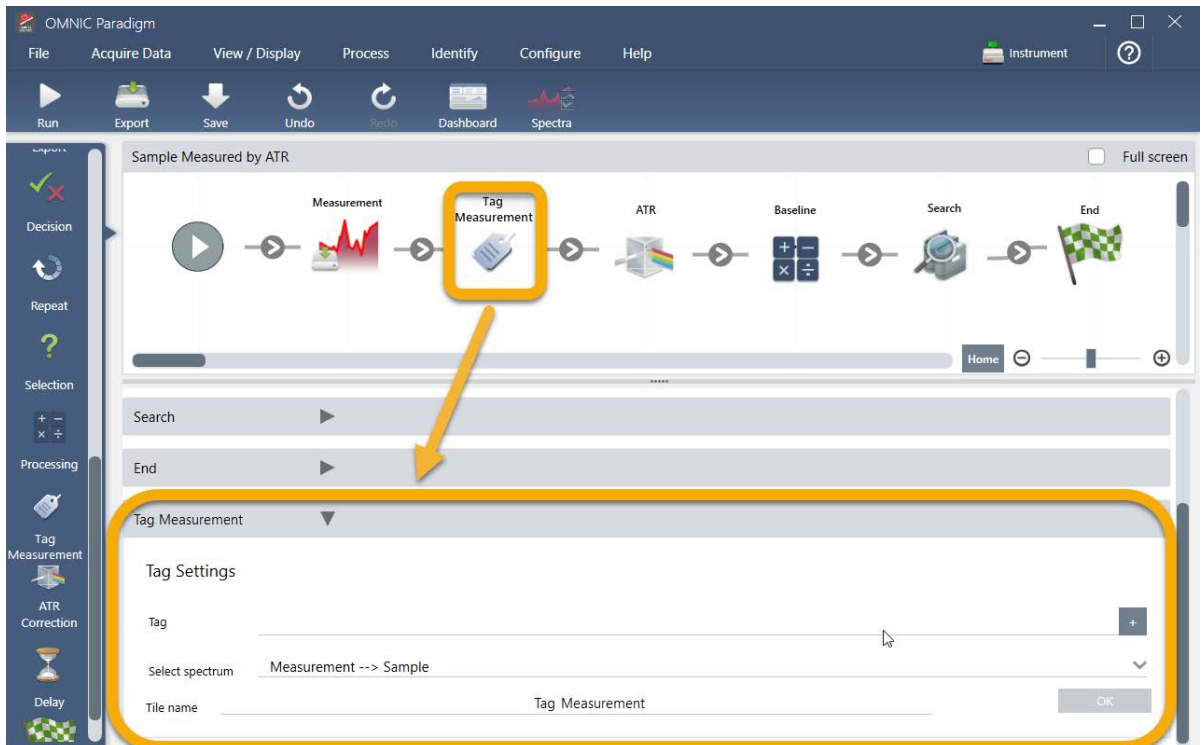 OMNIC Paradigm
File Acquire Data View / Display Process Identify Configure Help Instrument
Run Export Save Undo Redo Dashboard Spectra
Export
Decision
Repeat
Selection
Processing
Tag
Measurement
ATR
Correction
Delay
Sample Measured by ATR Full screen
Measurement
Tag
Measurement
ATR
Baseline
Search
End
Home
Search
End
Tag Measurement
Tag Settings
Tag +
Select spectrum Measurement --> Sample
Tile name Tag Measurement OK